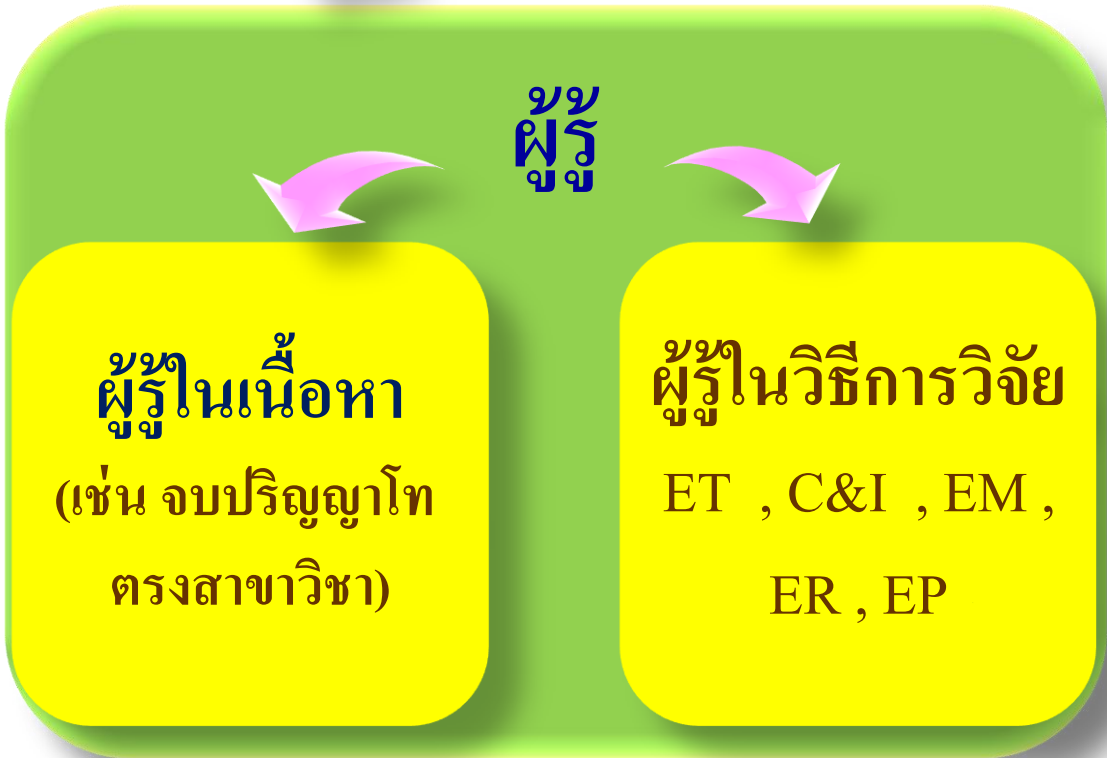 ผู้รู้
ผู้รู้ในเนื้อหา
(เช่น จบปริญญาโท
ตรงสาขาวิชา)
ผู้รู้ในวิธีการวิจัย
ET , C&I , EM ,
ER , EP